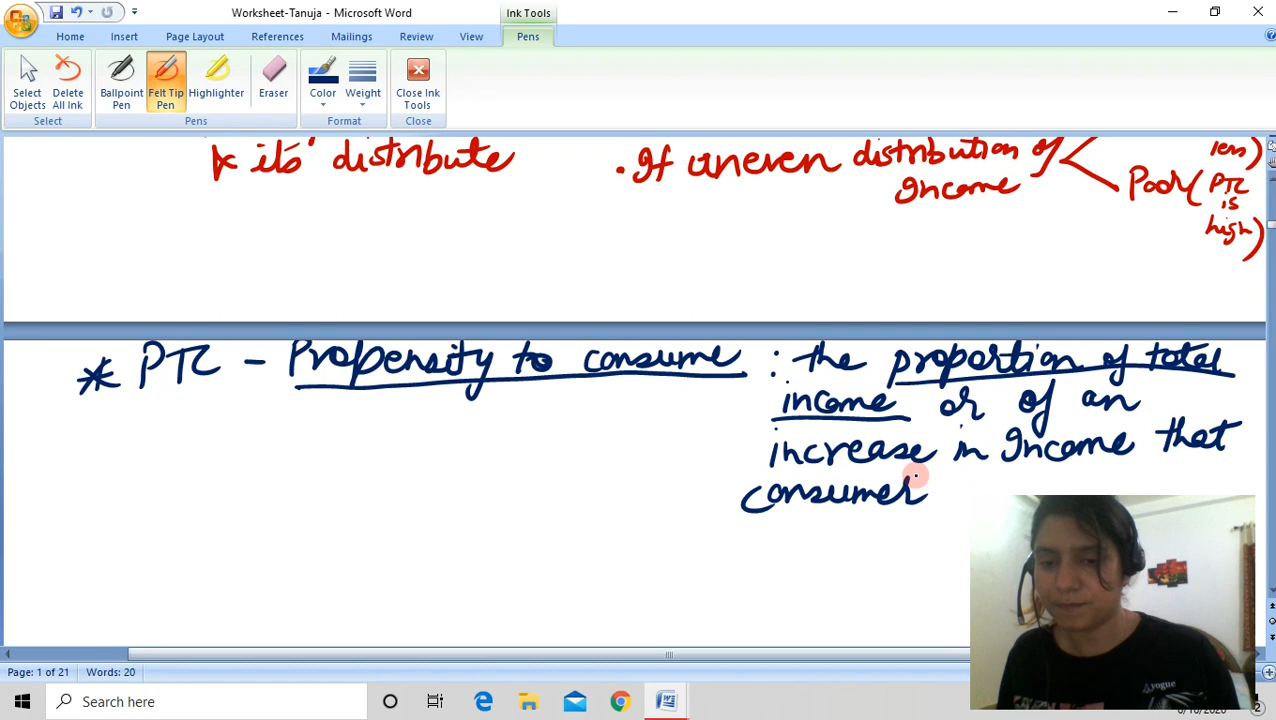 Worksheet-Tanuja - Microsoft Word
Ink Tools
Home Insert Page Layout References Mailings Review View Pens
Select Objects
Delete All Ink
Ballpoint Pen
Felt Tip Pen
Highlighter
Eraser
Color
Weight
Close Ink Tools
Select Pens Format Close
its' distribute
. If uneven distribution of Income
less)
Poor (PTC is high)
* PTC - Propensity to consume : the proportion of total
income or of an
increase in Income that
consumer
vogue
Page: 1 of 21 Words: 20
Search here
2